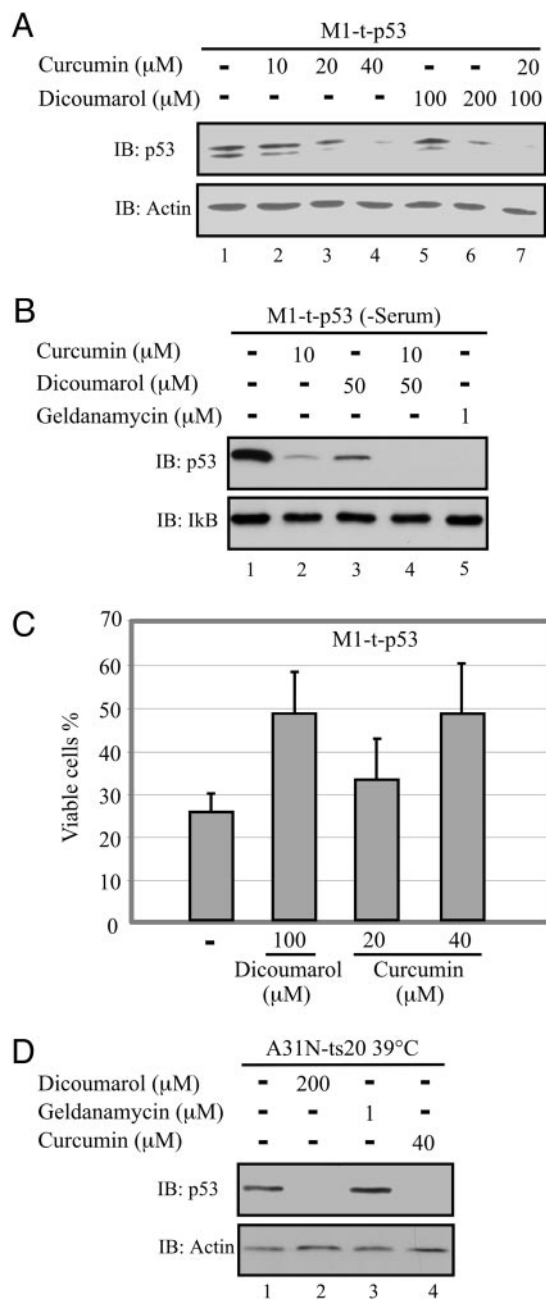 A
M1-t-p53
Curcumin (µM) - 10 20 40 - - 20
Dicoumarol (µM) - - - - 100 200 100
IB: p53
IB: Actin
1 2 3 4 5 6 7
B
M1-t-p53 (-Serum)
Curcumin (µM) - 10 - 10 -
Dicoumarol (µM) - - 50 50 -
Geldanamycin (µM) - - - - 1
IB: p53
IB: IkB
1 2 3 4 5
C
M1-t-p53
Viable cells %
70
60
50
40
30
20
10
0
- 100 20 40
Dicoumarol Curcumin
(µM) (µM)
D
A31N-ts20 39°C
Dicoumarol (µM) - 200 - -
Geldanamycin (µM) - - 1 -
Curcumin (µM) - - - 40
IB: p53
IB: Actin
1 2 3 4